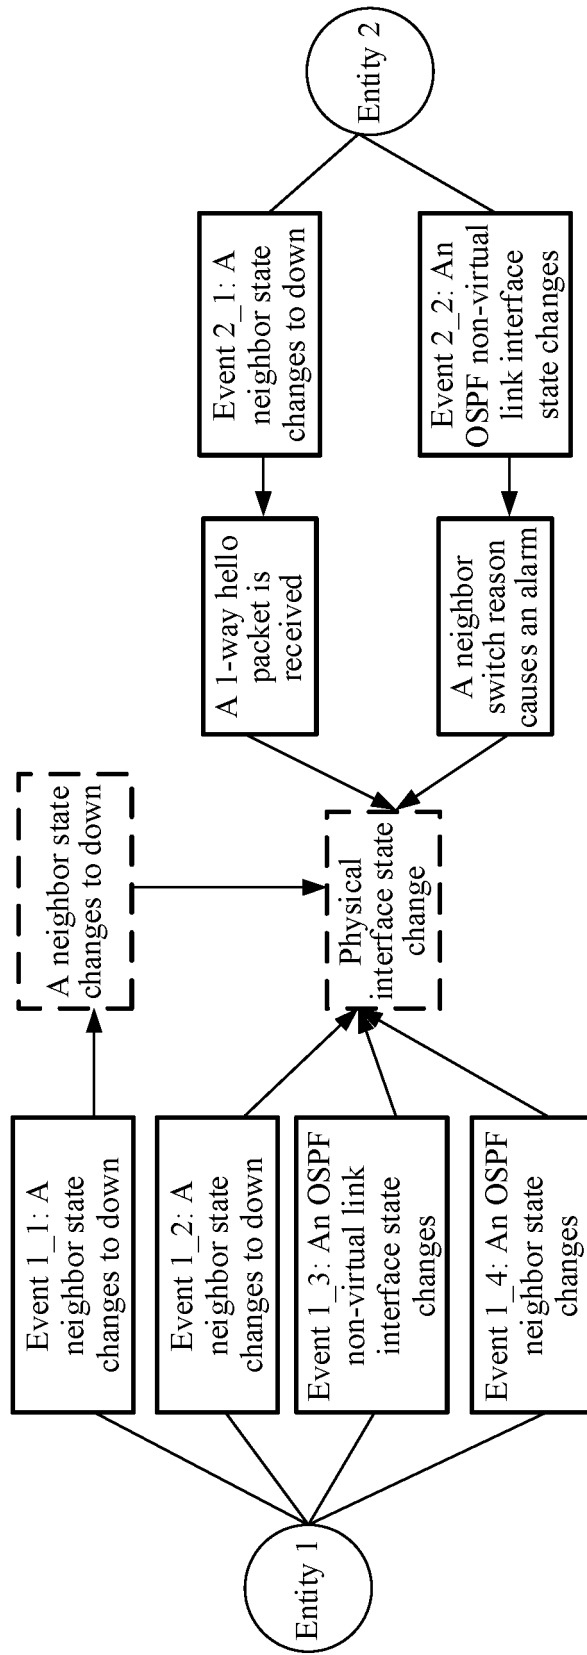 Entity 1
Event 1_1: A
neighbor state
changes to down
Event 1_2: A
neighbor state
changes to down
Event 1_3: An OSPF
non-virtual link
interface state
changes
Event 1_4: An OSPF
neighbor state
changes
A neighbor state
changes to down
Physical
interface state
change
A 1-way hello
packet is
received
A neighbor
switch reason
causes an alarm
Event 2_1: A
neighbor state
changes to down
Event 2_2: An
OSPF non-virtual
link interface
state changes
Entity 2